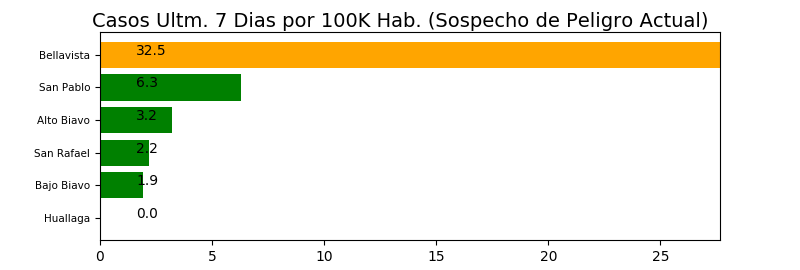 Casos Ultm. 7 Dias por 100K Hab. (Sospecho de Peligro Actual)
Bellavista 32.5
San Pablo 6.3
Alto Biavo 3.2
San Rafael 2.2
Bajo Biavo 1.9
Huallaga 0.0
0 5 10 15 20 25